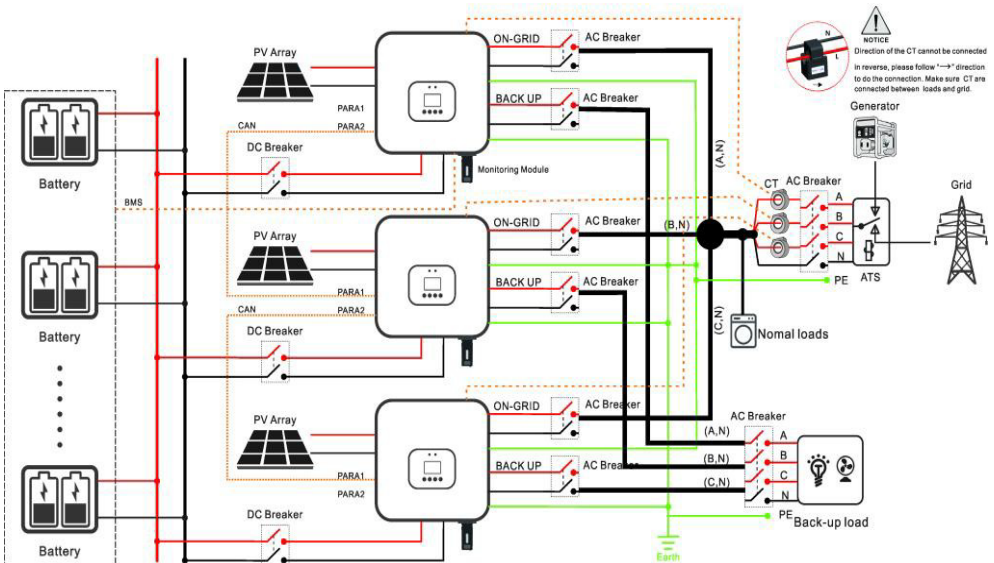 ON-GRID
AC Breaker
PV Array
PARA1
PARA2
CAN
BACK UP
AC Breaker
DC Breaker
Monitoring Module
Battery
BMS
N
L
NOTICE
Direction of the CT cannot be connected
in reverse, please follow "→" direction
to do the connection. Make sure CT are
connected between loads and grid.
Generator
(A,N)
CT
AC Breaker
A
B
C
N
PE
ATS
Grid
ON-GRID
AC Breaker
(B,N)
PV Array
BACK UP
AC Breaker
PARA1
PARA2
CAN
DC Breaker
Battery
(C,N)
Nomal loads
ON-GRID
AC Breaker
PV Array
BACK UP
AC Breaker
PARA1
PARA2
DC Breaker
Battery
(A,N)
(B,N)
(C,N)
AC Breaker
A
B
C
N
PE
Back-up load
Earth